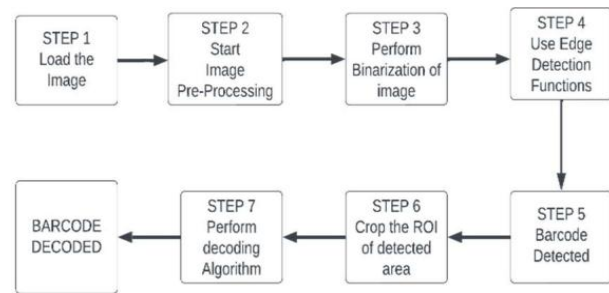 STEP 1
Load the
Image
STEP 2
Start
Image
Pre-Processing
STEP 3
Perform
Binarization of
image
STEP 4
Use Edge
Detection
Functions
STEP 5
Barcode
Detected
STEP 6
Crop the ROI
of detected
area
STEP 7
Perform
decoding
Algorithm
BARCODE
DECODED